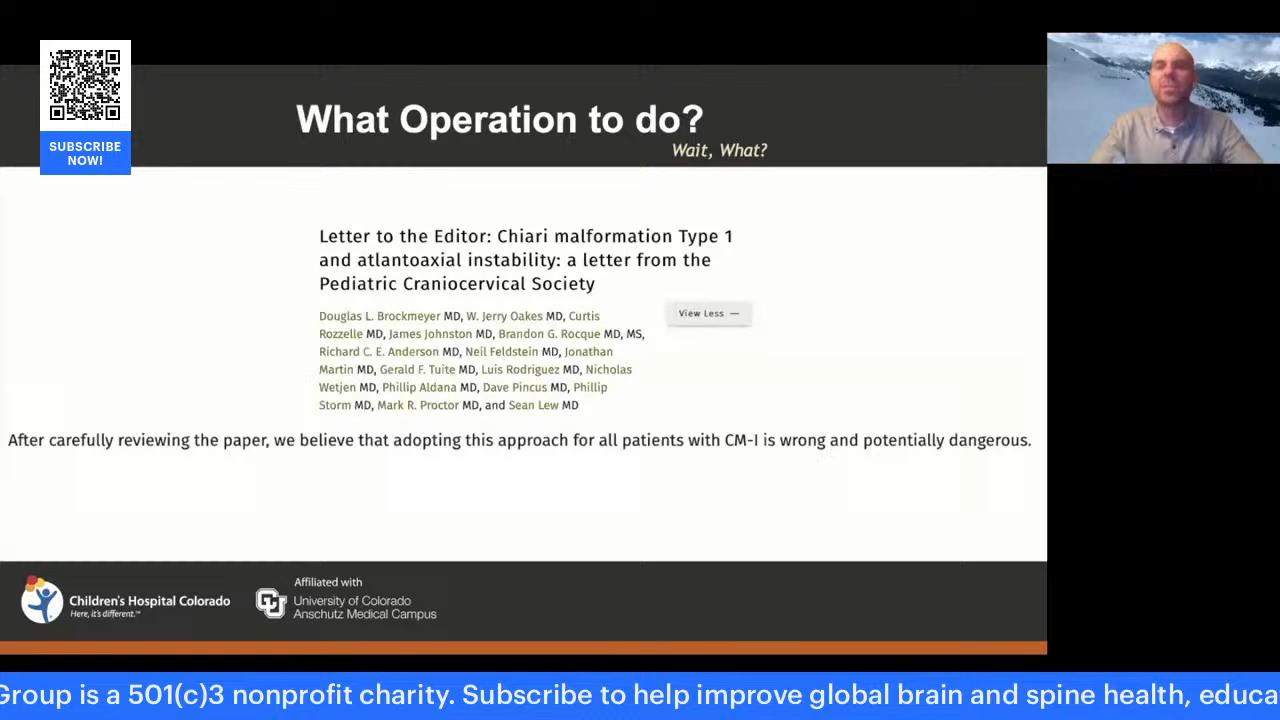 SUBSCRIBE
NOW!
What Operation to do?
Wait, What?
Letter to the Editor: Chiari malformation Type 1
and atlantoaxial instability: a letter from the
Pediatric Craniocervical Society
Douglas L. Brockmeyer MD, W. Jerry Oakes MD, Curtis
Rozzelle MD, James Johnston MD, Brandon G. Rocque MD, MS,
Richard C. E. Anderson MD, Neil Feldstein MD, Jonathan
Martin MD, Gerald F. Tuite MD, Luis Rodriguez MD, Nicholas
Wetjen MD, Phillip Aldana MD, Dave Pincus MD, Phillip
Storm MD, Mark R. Proctor MD, and Sean Lew MD
View Less —
After carefully reviewing the paper, we believe that adopting this approach for all patients with CM-I is wrong and potentially dangerous.
Children's Hospital Colorado
Here, it's different.™
Affiliated with
University of Colorado
Anschutz Medical Campus
Group is a 501(c)3 nonprofit charity. Subscribe to help improve global brain and spine health, educa